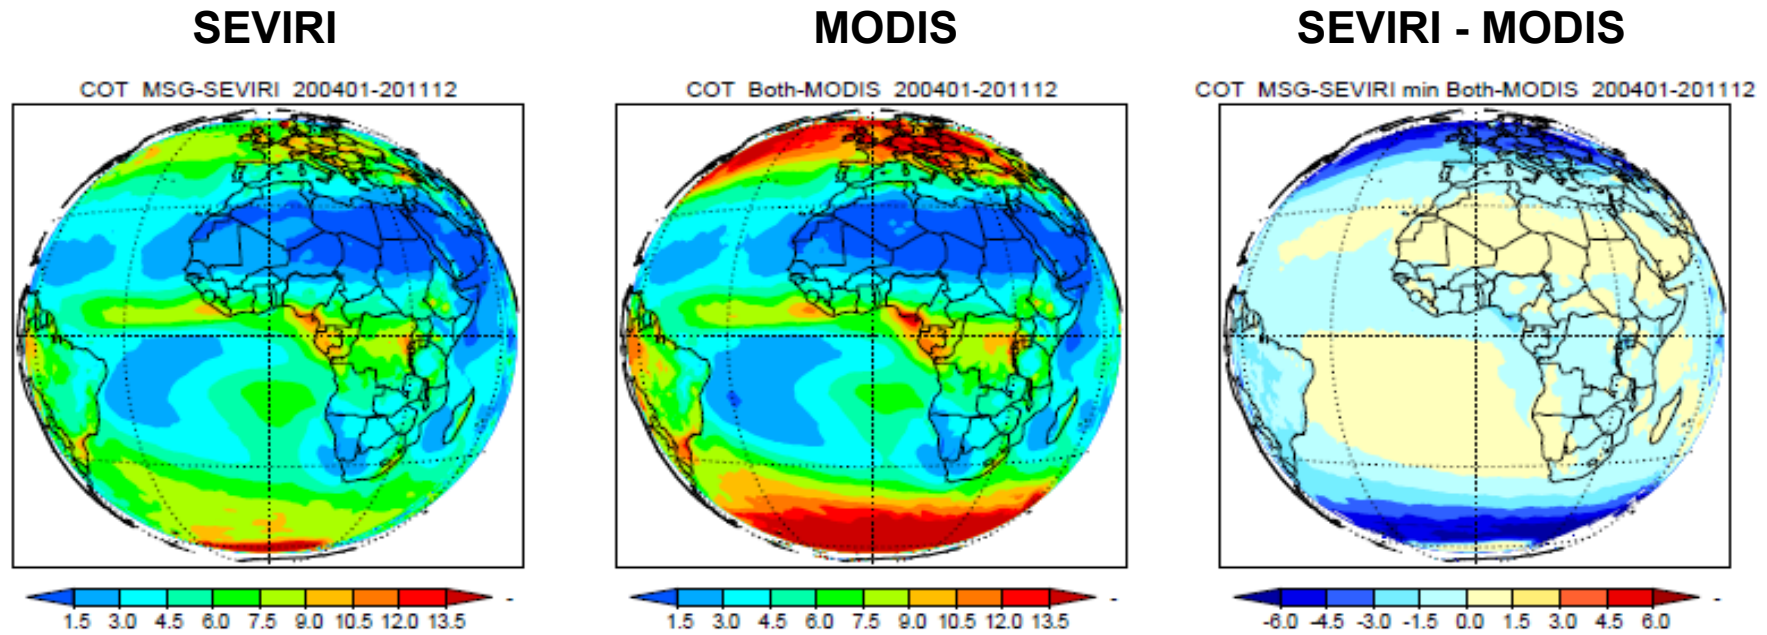 SEVIRI MODIS SEVIRI - MODIS
COT MSG-SEVIRI 200401-201112 COT Both-MODIS 200401-201112 COT MSG-SEVIRI min Both-MODIS 200401-201112
1.5 3.0 4.5 6.0 7.5 9.0 10.5 12.0 13.5 - 1.5 3.0 4.5 6.0 7.5 9.0 10.5 12.0 13.5 - -6.0 -4.5 -3.0 -1.5 0.0 1.5 3.0 4.5 6.0 -